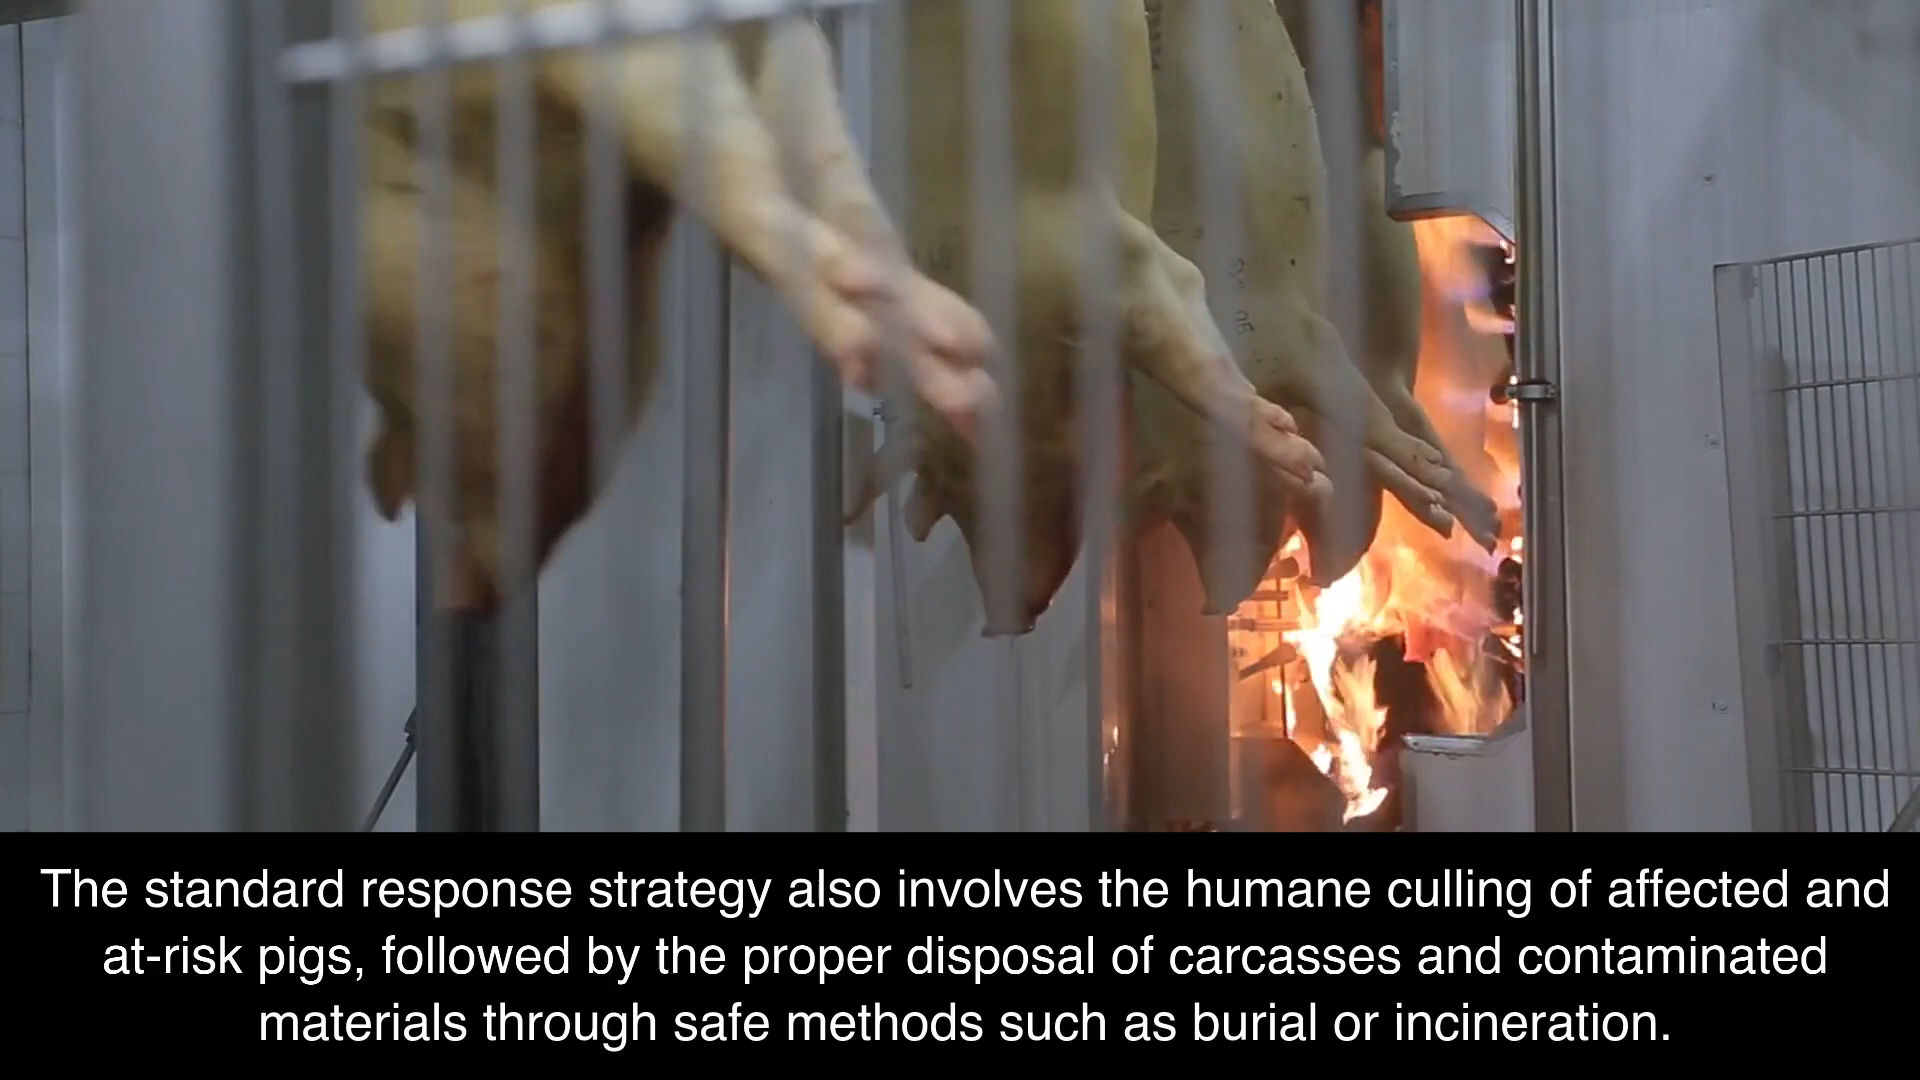 The standard response strategy also involves the humane culling of affected and
at-risk pigs, followed by the proper disposal of carcasses and contaminated
materials through safe methods such as burial or incineration.